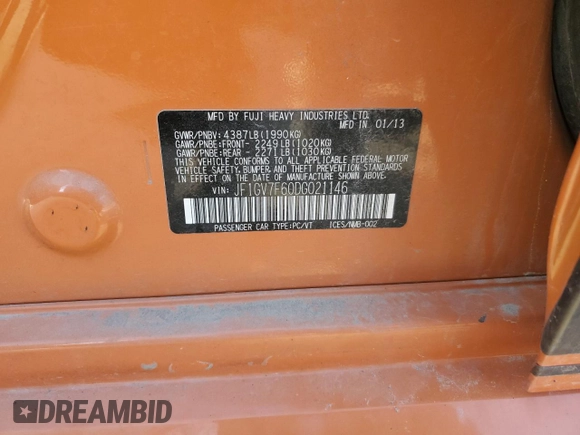 MFD BY FUJI HEAVY INDUSTRIES LTD.
MFD IN 01/13
GVWR/PNBV: 4387LB(1990KG)
GAWR/PNBE:FRONT- 2249LB(1020KG)
GAWR/PNBE:REAR - 2271LB(1030KG)
THIS VEHICLE CONFORMS TO ALL APPLICABLE FEDERAL MOTOR
VEHICLE SAFETY,BUMPER,AND THEFT PREVENTION STANDARDS
IN EFFECT ON THE DATE OF MANUFACTURE SHOWN ABOVE.
VIN: JF1GV7F60DG021146
PASSENGER CAR TYPE:PC/VT ICES/NMB-002
DREAMBID